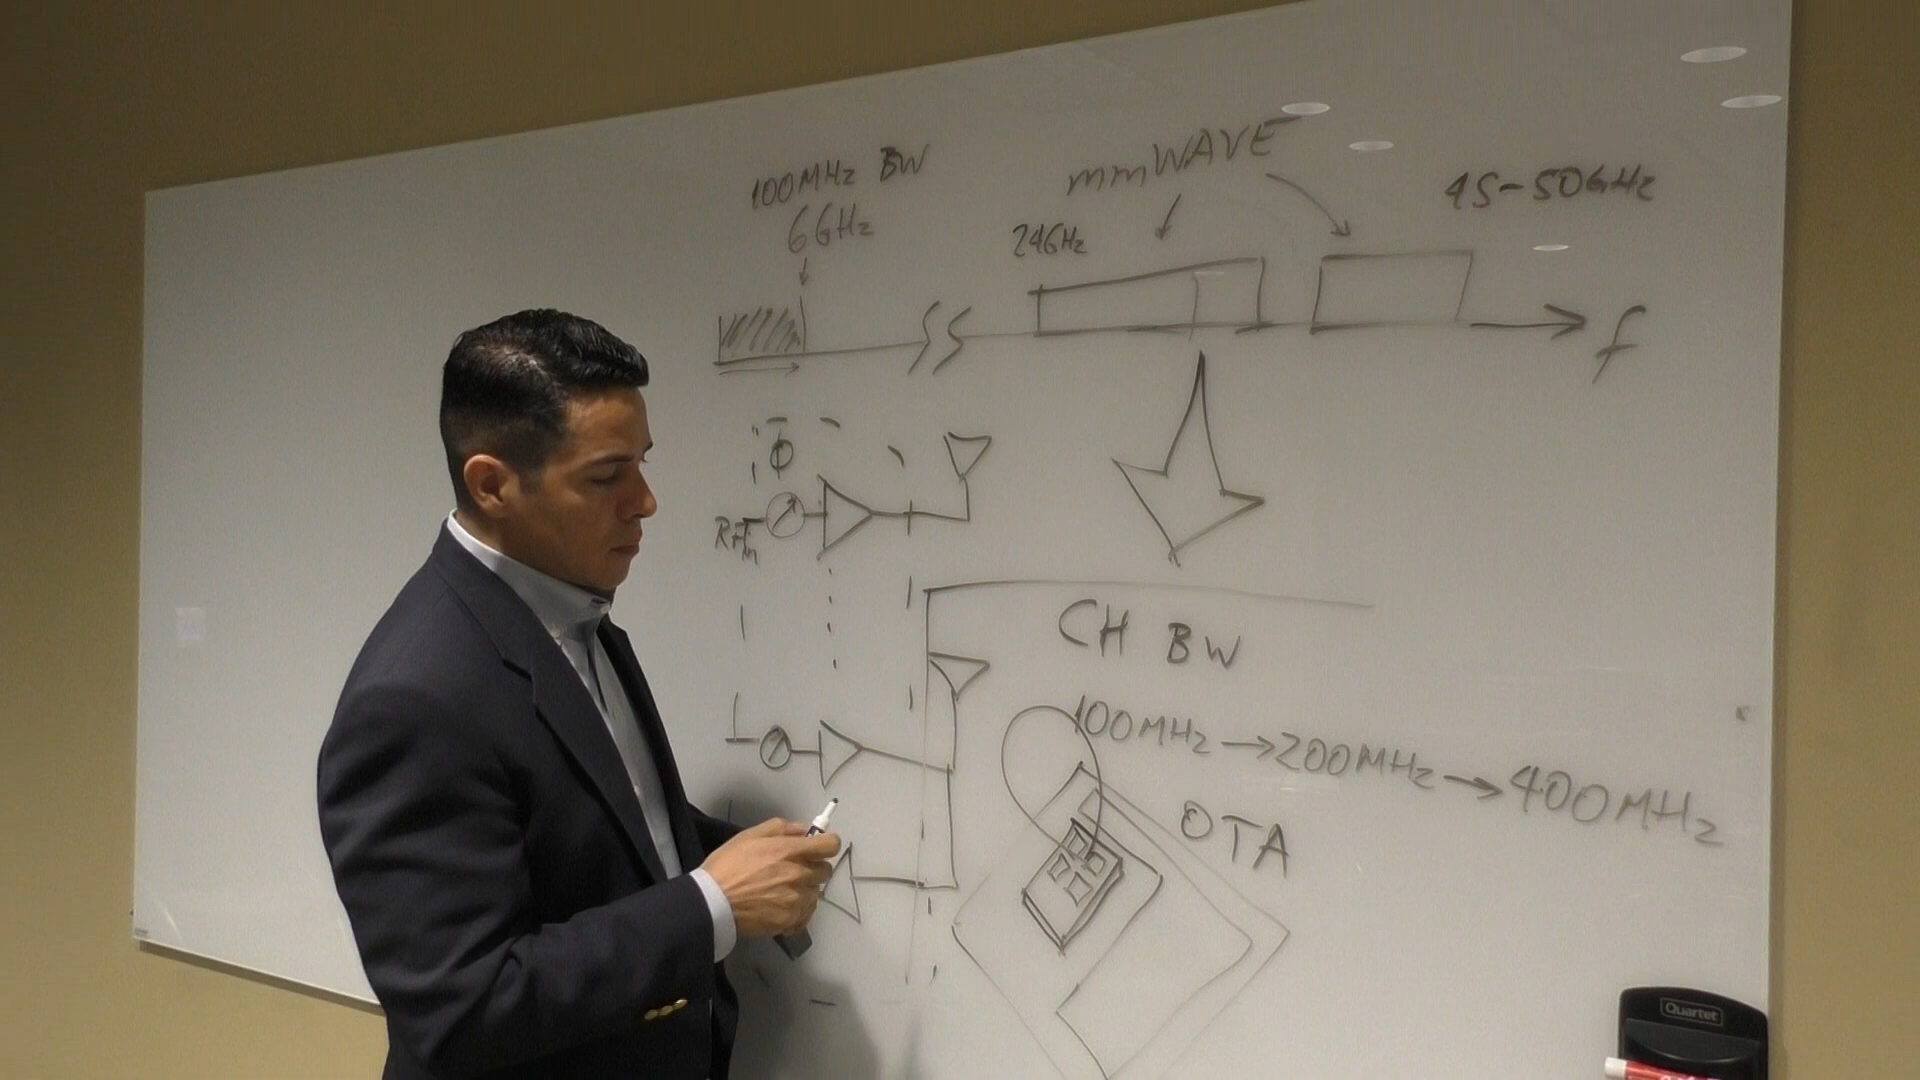 100MHz BW
6GHz
mmWAVE
24GHz
45-50GHz
f
Φ
RFin
CH BW
100MHz → 200MHz → 400MHz
OTA
Quartet